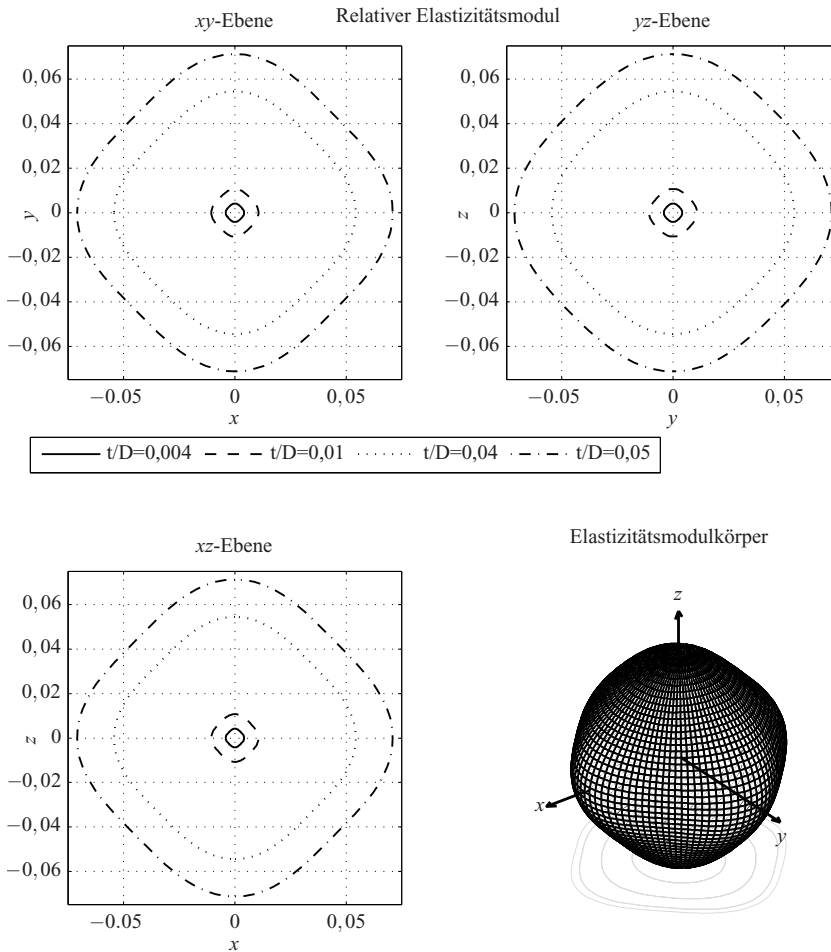 Relativer Elastizitätsmodul
xy-Ebene
0,06
0,04
0,02
0
−0,02
−0,04
−0,06
y
−0.05
0
0,05
x
yz-Ebene
0,06
0,04
0,02
0
−0,02
−0,04
−0,06
z
−0.05
0
0,05
y
t/D=0,004 t/D=0,01 t/D=0,04 t/D=0,05
xz-Ebene
0,06
0,04
0,02
0
−0,02
−0,04
−0,06
z
−0.05
0
0,05
x
Elastizitätsmodulkörper
z
x
y